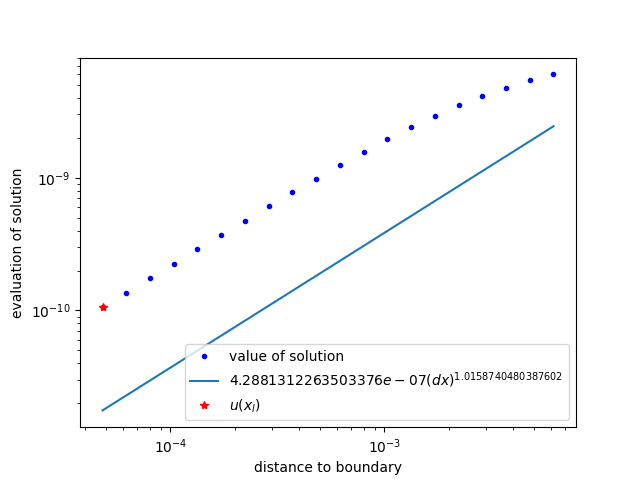 evaluation of solution
10⁻⁹
10⁻¹⁰
value of solution
4.2881312263503376e − 07(dx)^1.0158740480387602
u(x_l)
10⁻⁴
10⁻³
distance to boundary